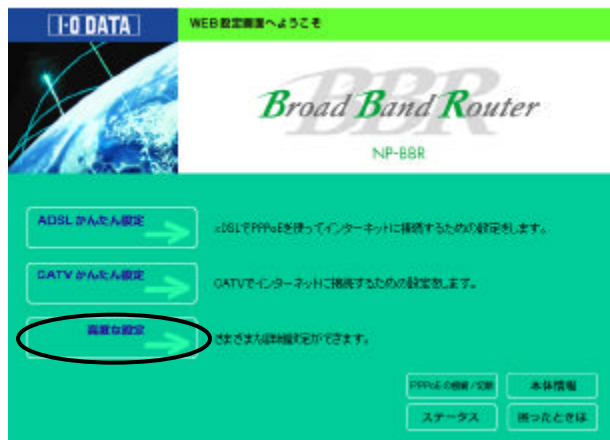 I-O DATA
WEB設定画面へようこそ
Broad Band Router
NP-BBR
ADSLかんたん設定
xDSLでPPPoEを使ってインターネットに接続するための設定をします。
CATVかんたん設定
CATVでインターネットに接続するための設定をします。
高度な設定
さまざまな詳細設定ができます。
PPPoEの接続/切断
本体情報
ステータス
困ったときは